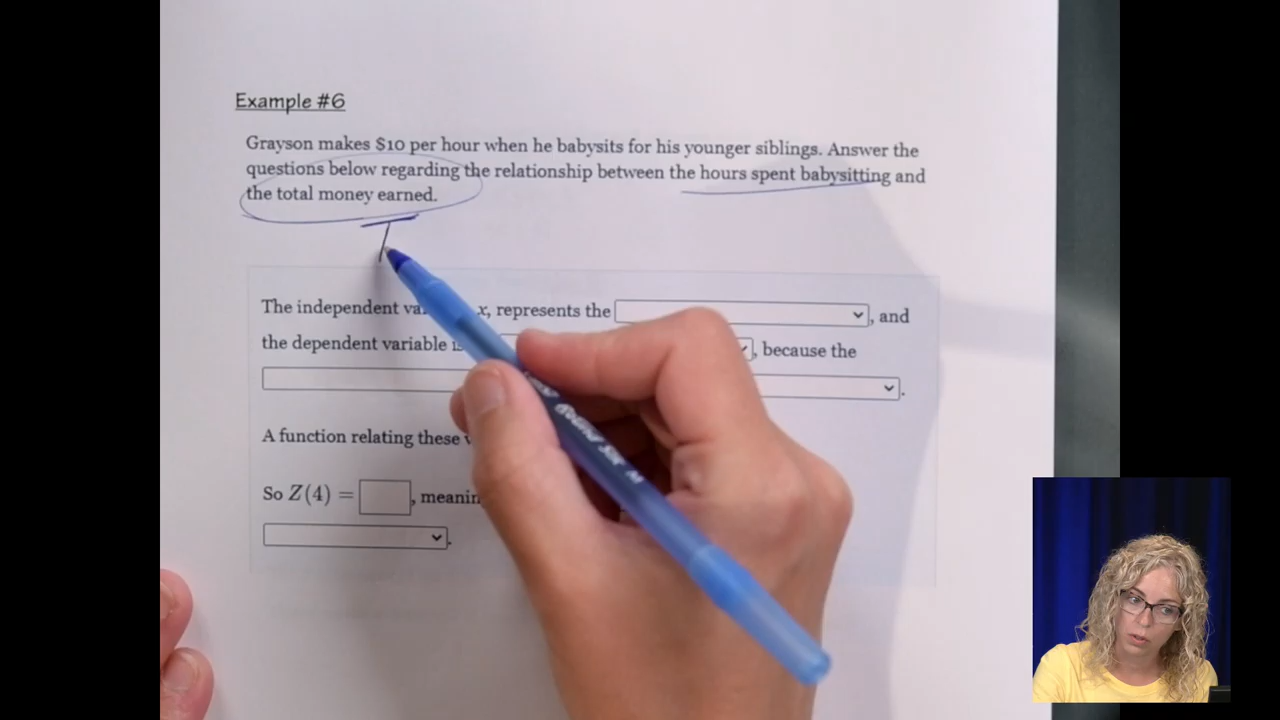 Example #6
Grayson makes $10 per hour when he babysits for his younger siblings. Answer the
questions below regarding the relationship between the hours spent babysitting and
the total money earned.
The independent x, represents the , and
the dependent variable , because the
.
A function relating these
So Z(4) = ,
.